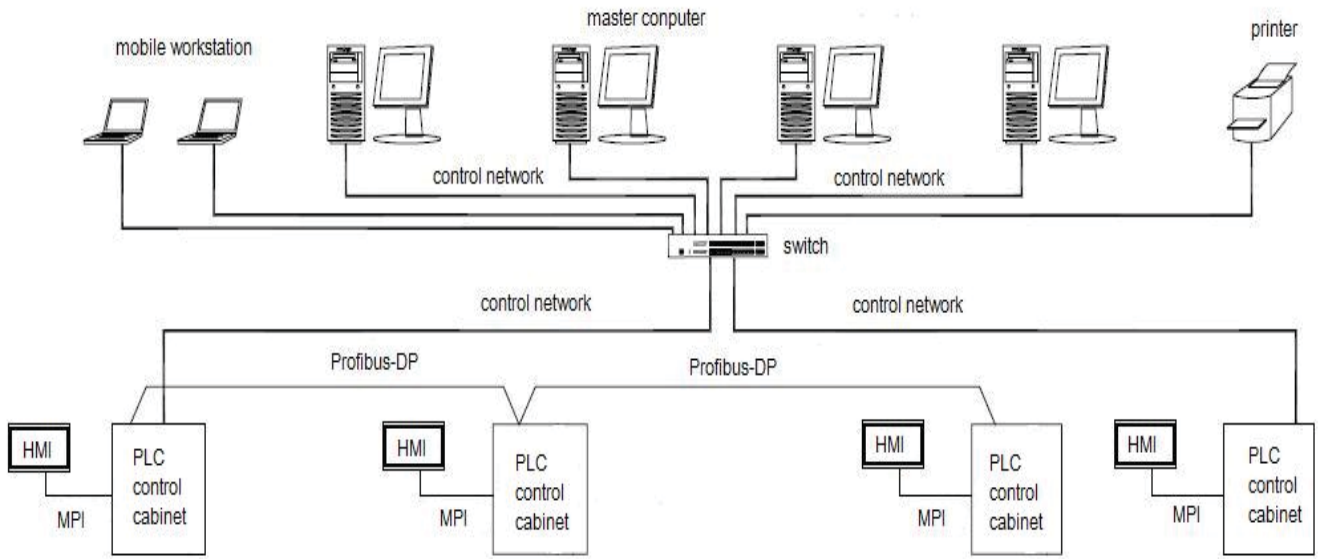 master conputer
mobile workstation
printer
control network
control network
switch
control network
control network
Profibus-DP
Profibus-DP
HMI
PLC
control
cabinet
MPI
HMI
PLC
control
cabinet
MPI
HMI
PLC
control
cabinet
MPI
HMI
PLC
control
cabinet
MPI